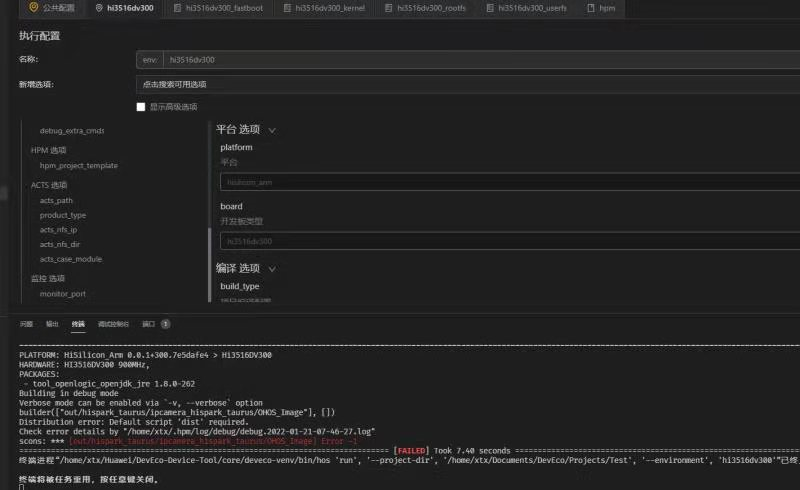 公共配置 hi3516dv300 hi3516dv300_fastboot hi3516dv300_kernel hi3516dv300_rootfs hi3516dv300_userfs hpm
执行配置
名称: env: hi3516dv300
新增选项: 点击搜索可用选项
显示高级选项
debug_extra_cmds
HPM 选项
hpm_project_template
ACTS 选项
acts_path
product_type
acts_nfs_ip
acts_nfs_dir
acts_case_module
监控 选项
monitor_port
平台 选项
platform
平台
hisilicon_arm
board
开发板类型
hi3516dv300
编译 选项
build_type
问题 输出 终端 调试控制台 端口 1
PLATFORM: HiSilicon_Arm 0.0.1+300.7e5dafe4 > Hi3516DV300
HARDWARE: HI3516DV300 900MHz,
PACKAGES:
- tool_openlogic_openjdk_jre 1.8.0-262
Building in debug mode
Verbose mode can be enabled via `-v, --verbose` option
builder(["out/hispark_taurus/ipcamera_hispark_taurus/OHOS_Image"], [])
Distribution error: Default script 'dist' required.
Check error details by "/home/xtx/.hpm/log/debug/debug.2022-01-21-07-46-27.log"
scons: *** [out/hispark_taurus/ipcamera_hispark_taurus/OHOS_Image] Error -1
[FAILED] Took 7.40 seconds
终端进程"/home/xtx/Huawei/DevEco-Device-Tool/core/deveco-venv/bin/hos 'run', '--project-dir', '/home/xtx/Documents/DevEco/Projects/Test', '--environment', 'hi3516dv300'"已终
终端将被任务重用，按任意键关闭。